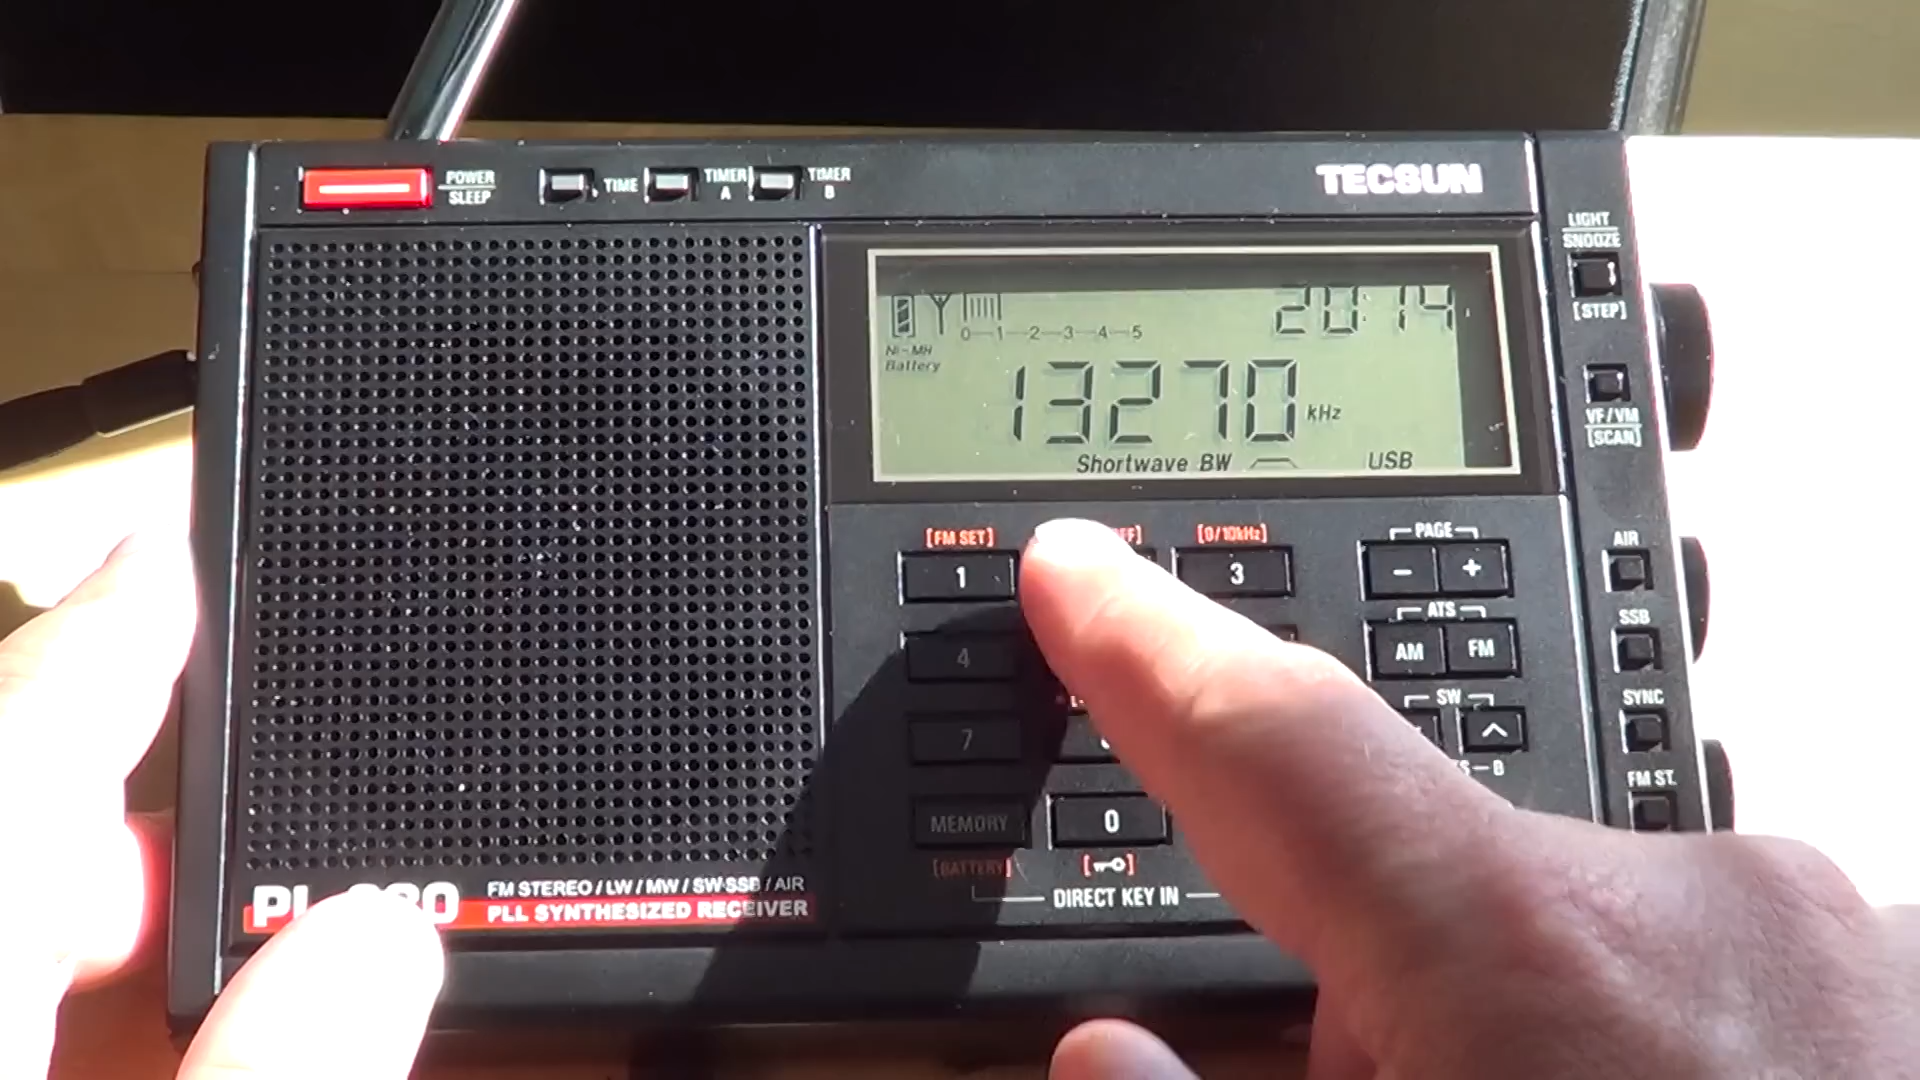 POWER
SLEEP
TIME
TIMER
A
TIMER
B
TECSUN
LIGHT
SNOOZE
[STEP]
20:14
0—1—2—3—4—5
Ni-MH
Battery
13270 kHz
Shortwave BW
USB
VF/VM
[SCAN]
[FM SET]
[0/10kHz]
PAGE
1
3
-
+
AIR
ATS
4
AM
FM
SSB
SW
SYNC
7
B
FM ST.
MEMORY
0
[BATTERY]
DIRECT KEY IN
FM STEREO / LW / MW / SW-SSB / AIR
PLL SYNTHESIZED RECEIVER